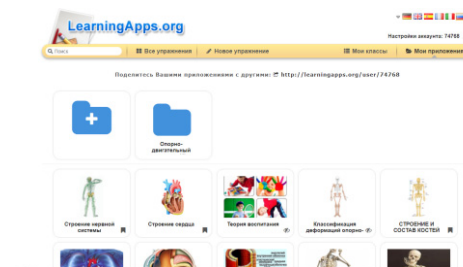 LearningApps.org
Настройки аккаунта: 74768
Поиск
Все упражнения
Новое упражнение
Мои классы
Мои приложения
Поделитесь Вашими приложениями с другими: http://learningapps.org/user/74768
Опорно-
двигательный
Строение нервной
системы
Строение сердца
Теория воспитания
Классификация
деформаций опорно-
СТРОЕНИЕ И
СОСТАВ КОСТЕЙ